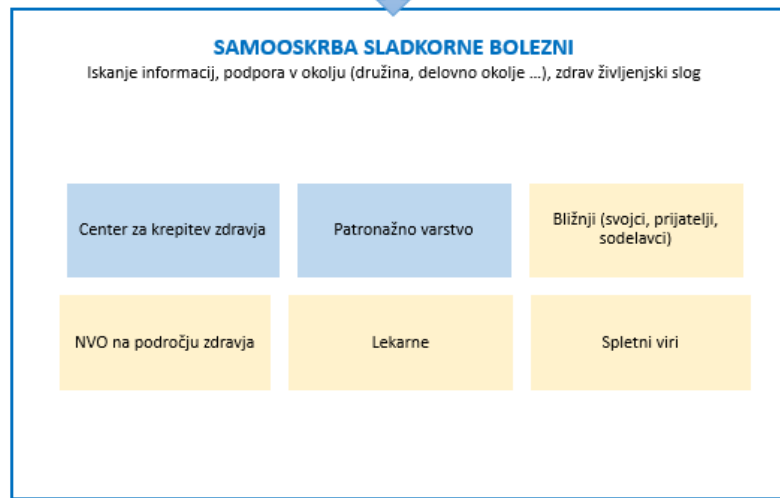 SAMOOSKRBA SLADKORNE BOLEZNI
Iskanje informacij, podpora v okolju (družina, delovno okolje …), zdrav življenjski slog
Center za krepitev zdravja
Patronažno varstvo
Bližnji (svojci, prijatelji,
sodelavci)
NVO na področju zdravja
Lekarne
Spletni viri